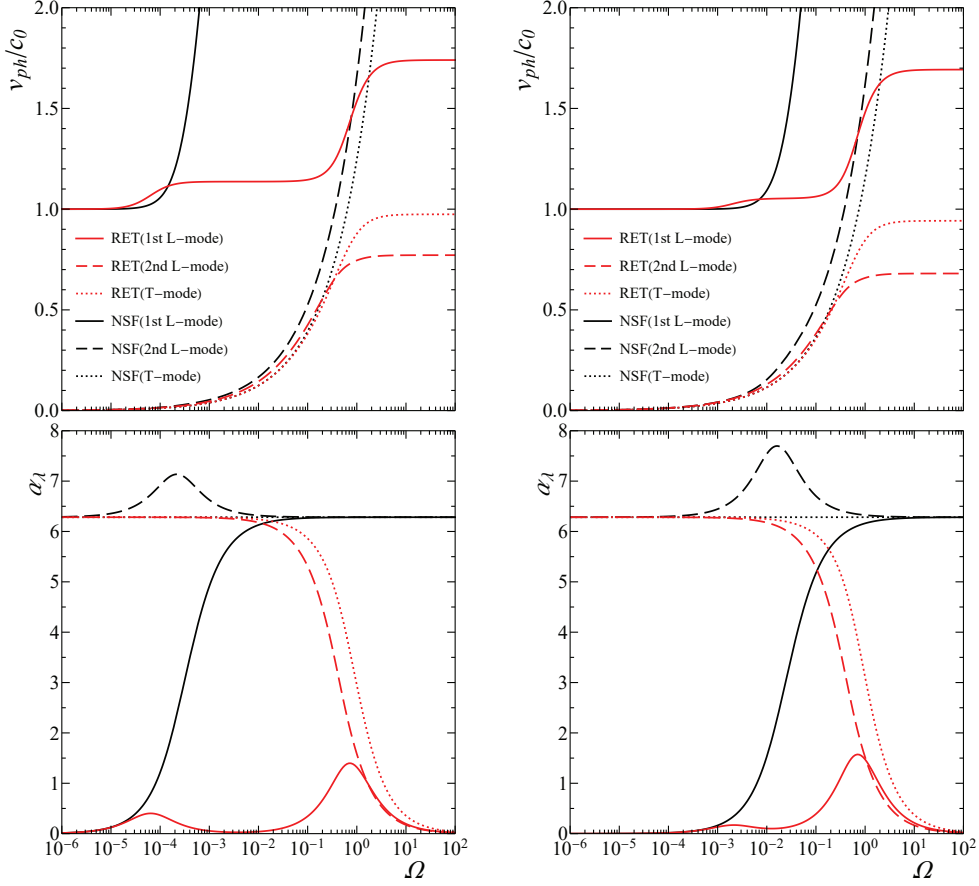 v_ph/c_0
2.0
1.5
1.0
0.5
0.0
RET(1st L−mode)
RET(2nd L−mode)
RET(T−mode)
NSF(1st L−mode)
NSF(2nd L−mode)
NSF(T−mode)
v_ph/c_0
2.0
1.5
1.0
0.5
0.0
RET(1st L−mode)
RET(2nd L−mode)
RET(T−mode)
NSF(1st L−mode)
NSF(2nd L−mode)
NSF(T−mode)
α_λ
8
7
6
5
4
3
2
1
0
10^−6 10^−5 10^−4 10^−3 10^−2 10^−1 10^0 10^1 10^2
Ω
α_λ
8
7
6
5
4
3
2
1
0
10^−6 10^−5 10^−4 10^−3 10^−2 10^−1 10^0 10^1 10^2
Ω